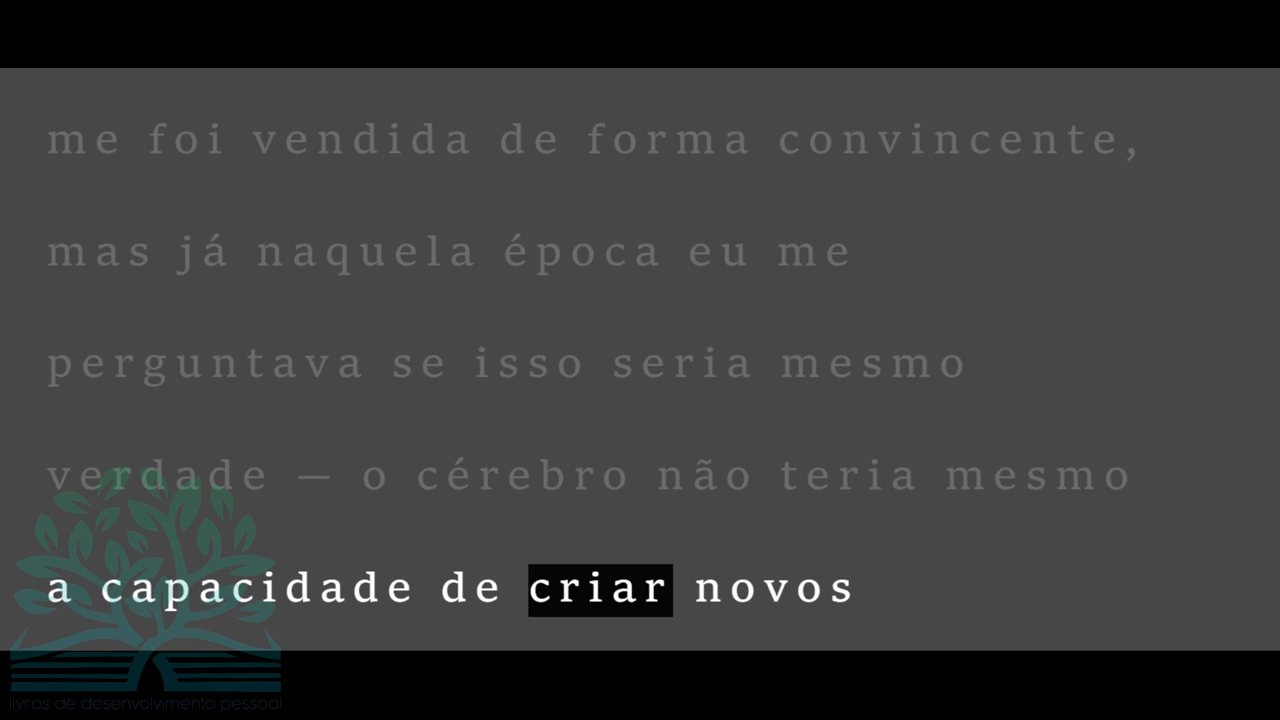 me foi vendida de forma convincente,
mas já naquela época eu me
perguntava se isso seria mesmo
verdade — o cérebro não teria mesmo
a capacidade de criar novos
livros de desenvolvimento pessoal